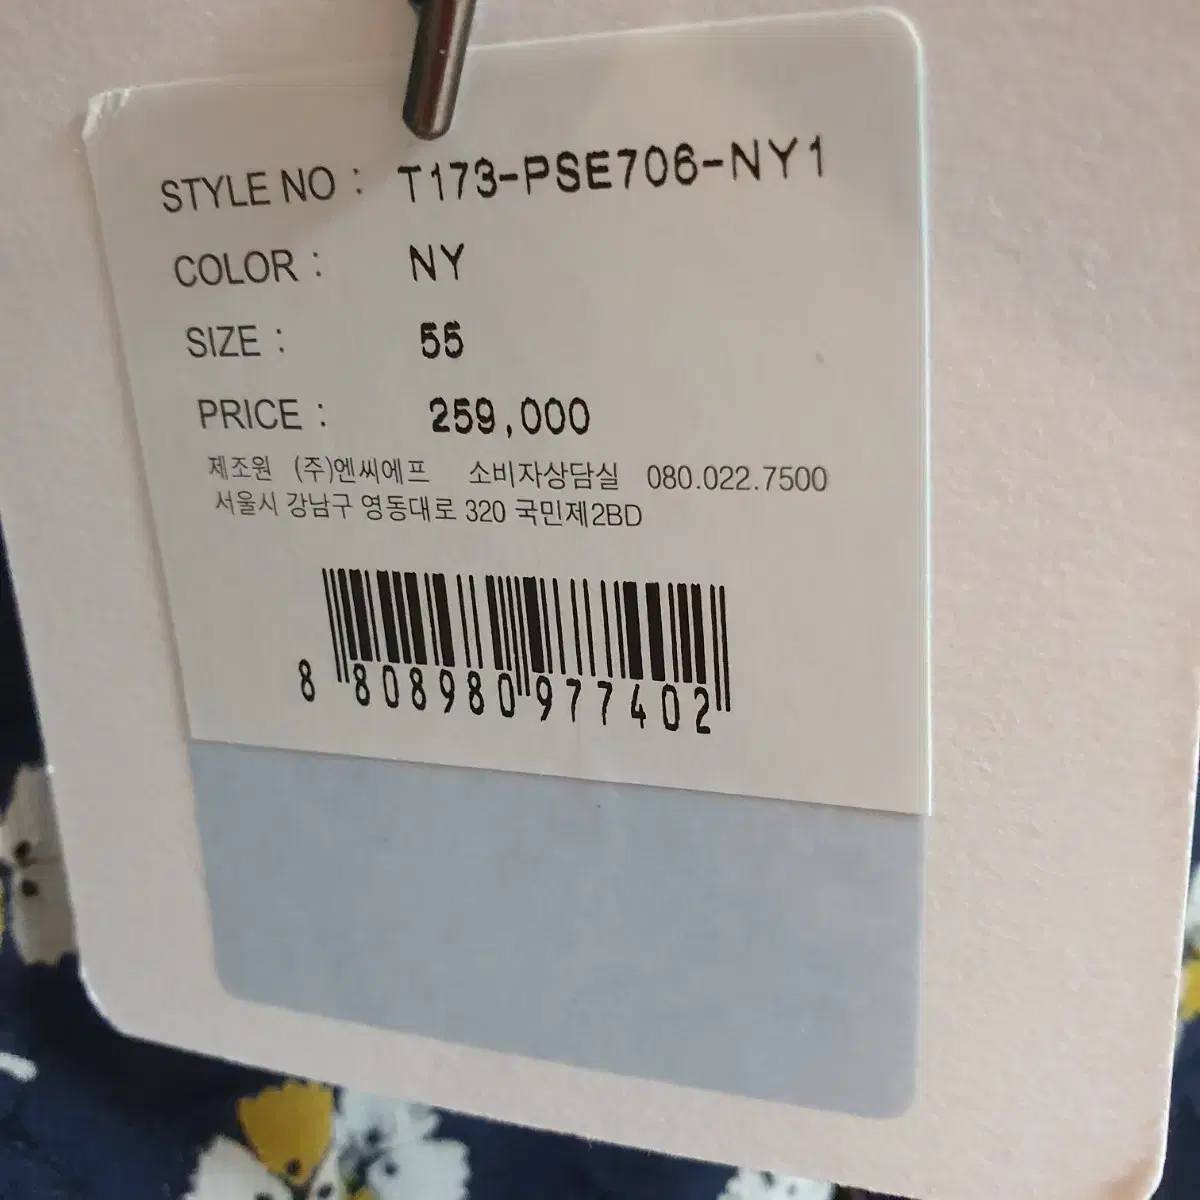 STYLE NO : T173-PSE706-NY1
COLOR : NY
SIZE : 55
PRICE : 259,000
제조원 (주)엔씨에프 소비자상담실 080.022.7500
서울시 강남구 영동대로 320 국민제2BD
8 808980 977402